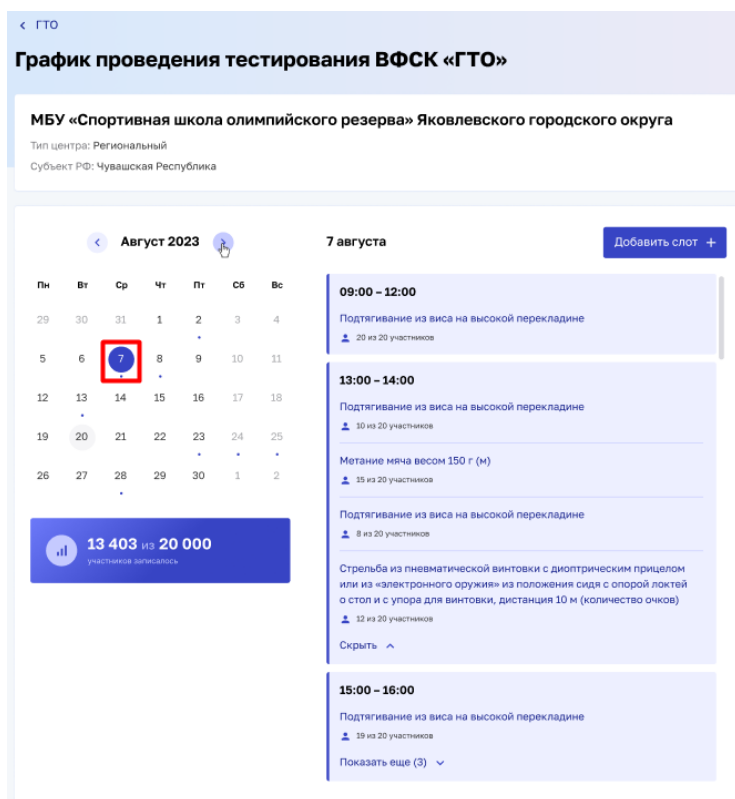 ‹ ГТО
График проведения тестирования ВФСК «ГТО»
МБУ «Спортивная школа олимпийского резерва» Яковлевского городского округа
Тип центра: Региональный
Субъект РФ: Чувашская Республика
Август 2023
Пн Вт Ср Чт Пт Сб Вс
29 30 31 1 2 3 4
5 6 7 8 9 10 11
12 13 14 15 16 17 18
19 20 21 22 23 24 25
26 27 28 29 30 1 2
13 403 из 20 000
участников записалось
7 августа
Добавить слот +
09:00 – 12:00
Подтягивание из виса на высокой перекладине
20 из 20 участников
13:00 – 14:00
Подтягивание из виса на высокой перекладине
10 из 20 участников
Метание мяча весом 150 г (м)
15 из 20 участников
Подтягивание из виса на высокой перекладине
8 из 20 участников
Стрельба из пневматической винтовки с диоптрическим прицелом
или из «электронного оружия» из положения сидя с опорой локтей
о стол и с упора для винтовки, дистанция 10 м (количество очков)
12 из 20 участников
Скрыть
15:00 – 16:00
Подтягивание из виса на высокой перекладине
19 из 20 участников
Показать еще (3)